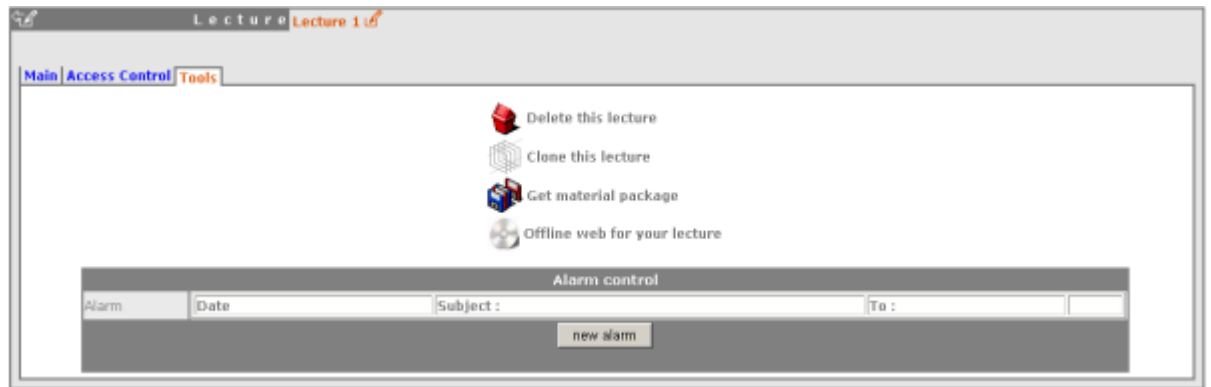 Lecture Lecture 1
Main Access Control Tools
Delete this lecture
Clone this lecture
Get material package
Offline web for your lecture
Alarm control
Alarm Date Subject : To :
new alarm